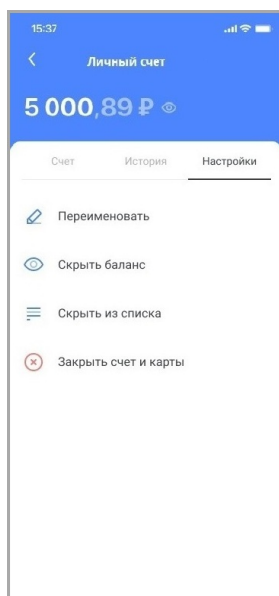 15:37
Личный счет
5 000,89 ₽
Счет
История
Настройки
Переименовать
Скрыть баланс
Скрыть из списка
Закрыть счет и карты